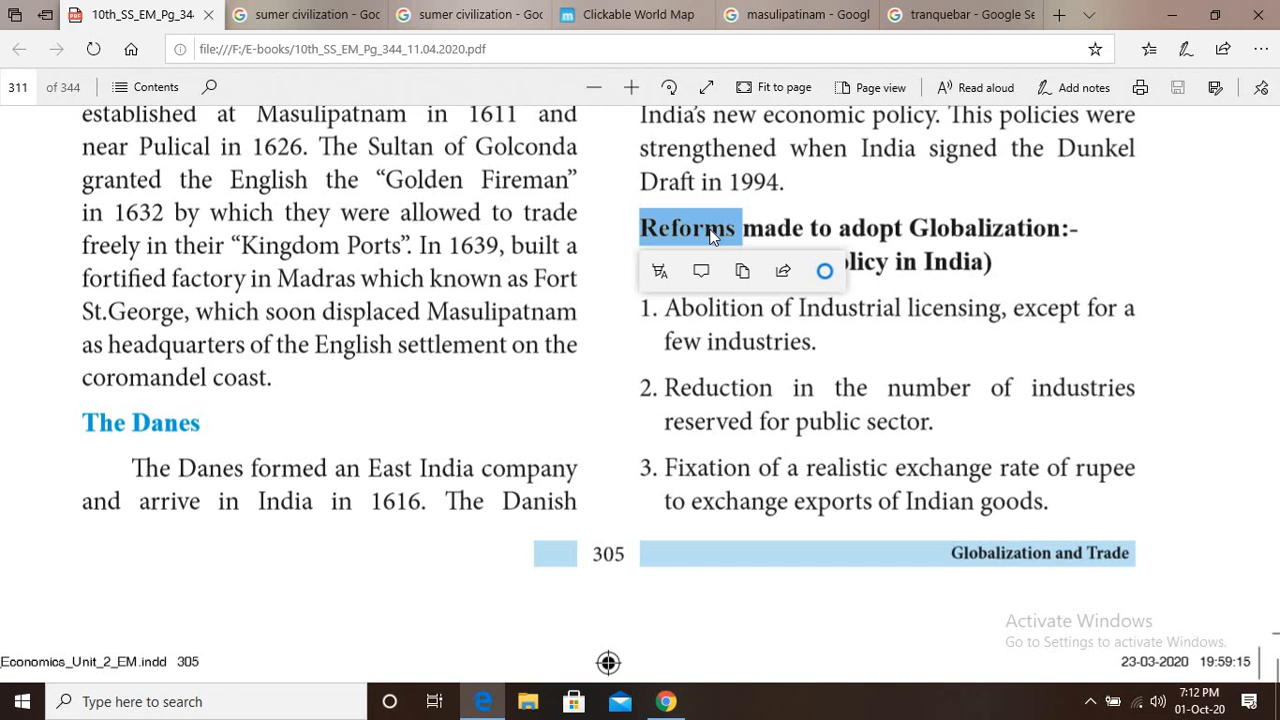 10th_SS_EM_Pg_34
sumer civilization - Goo
sumer civilization - Goo
Clickable World Map
masulipatinam - Googl
tranquebar - Google Se
file:///F:/E-books/10th_SS_EM_Pg_344_11.04.2020.pdf
311 of 344 Contents Fit to page Page view Read aloud Add notes
established at Masulipatnam in 1611 and
near Pulical in 1626. The Sultan of Golconda
granted the English the “Golden Fireman”
in 1632 by which they were allowed to trade
freely in their “Kingdom Ports”. In 1639, built a
fortified factory in Madras which known as Fort
St.George, which soon displaced Masulipatnam
as headquarters of the English settlement on the
coromandel coast.
The Danes
The Danes formed an East India company
and arrive in India in 1616. The Danish
India’s new economic policy. This policies were
strengthened when India signed the Dunkel
Draft in 1994.
Reforms made to adopt Globalization:-
licy in India)
1. Abolition of Industrial licensing, except for a
few industries.
2. Reduction in the number of industries
reserved for public sector.
3. Fixation of a realistic exchange rate of rupee
to exchange exports of Indian goods.
305
Globalization and Trade
Activate Windows
Go to Settings to activate Windows.
Economics_Unit_2_EM.indd 305
23-03-2020 19:59:15
Type here to search
7:12 PM
01-Oct-20